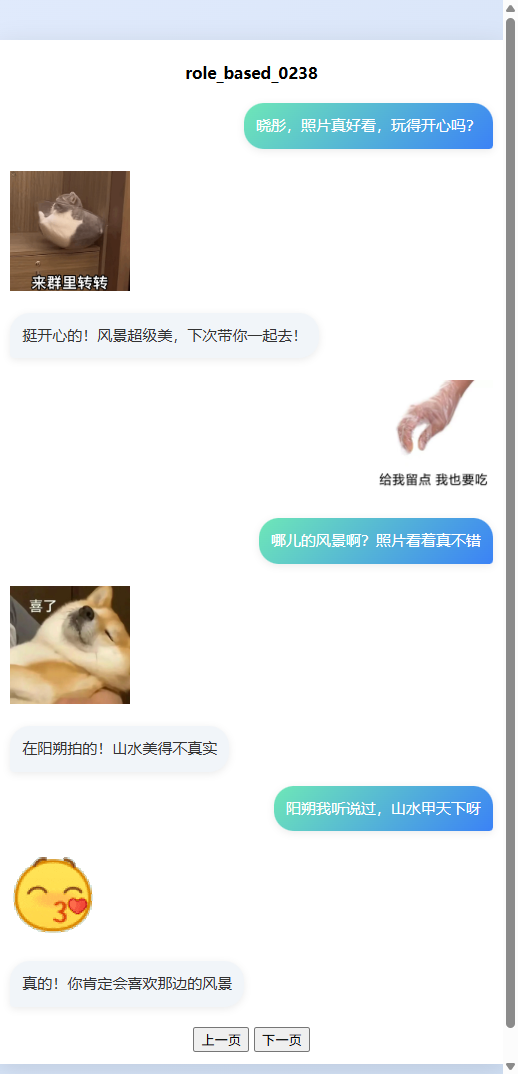 role_based_0238
晓彤，照片真好看，玩得开心吗？
来群里转转
挺开心的！风景超级美，下次带你一起去！
给我留点 我也要吃
哪儿的风景啊？照片看着真不错
喜了
在阳朔拍的！山水美得不真实
阳朔我听说过，山水甲天下呀
真的！你肯定会喜欢那边的风景
上一页 下一页